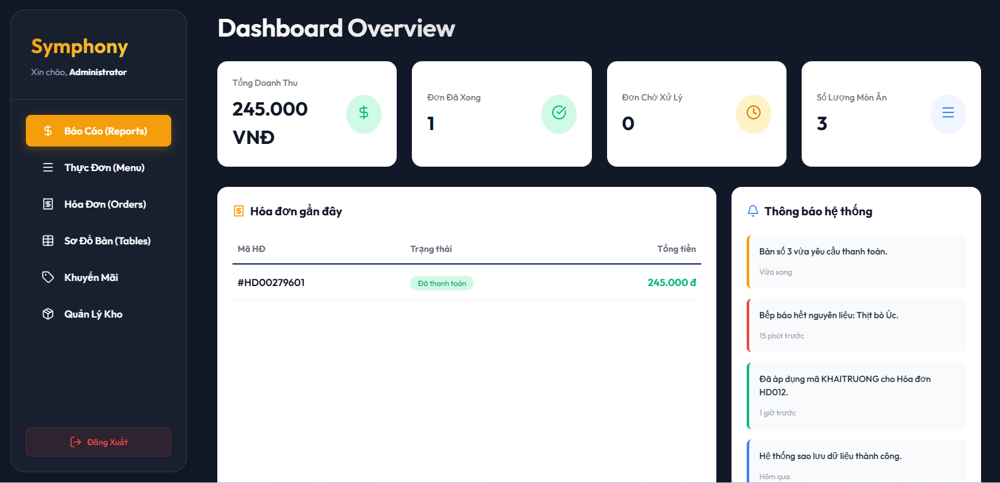 Symphony
Xin chào, Administrator
Báo Cáo (Reports)
Thực Đơn (Menu)
Hóa Đơn (Orders)
Sơ Đồ Bàn (Tables)
Khuyến Mãi
Quản Lý Kho
Đăng Xuất
Dashboard Overview
Tổng Doanh Thu
245.000
VNĐ
Đơn Đã Xong
1
Đơn Chờ Xử Lý
0
Số Lượng Món Ăn
3
Hóa đơn gần đây
Mã HĐ Trạng thái Tổng tiền
#HD00279601 Đã thanh toán 245.000 đ
Thông báo hệ thống
Bàn số 3 vừa yêu cầu thanh toán.
Vừa xong
Bếp báo hết nguyên liệu: Thịt bò Úc.
15 phút trước
Đã áp dụng mã KHAITRUONG cho Hóa đơn
HD012.
1 giờ trước
Hệ thống sao lưu dữ liệu thành công.
Hôm qua